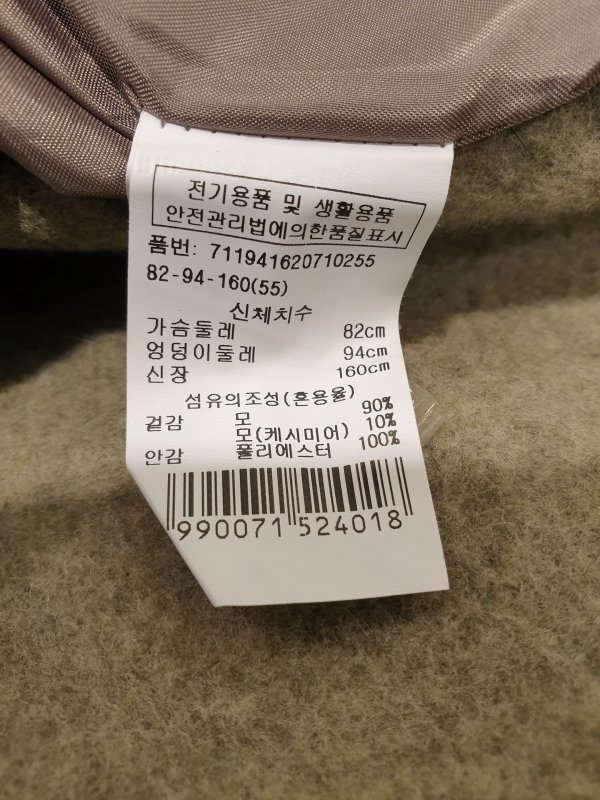 전기용품 및 생활용품
안전관리법에의한품질표시
품번: 711941620710255
82-94-160(55)
신체치수
가슴둘레 82cm
엉덩이둘레 94cm
신장 160cm
섬유의조성(혼용율)
겉감 모 90%
모(케시미어) 10%
안감 폴리에스터 100%
990071 524018